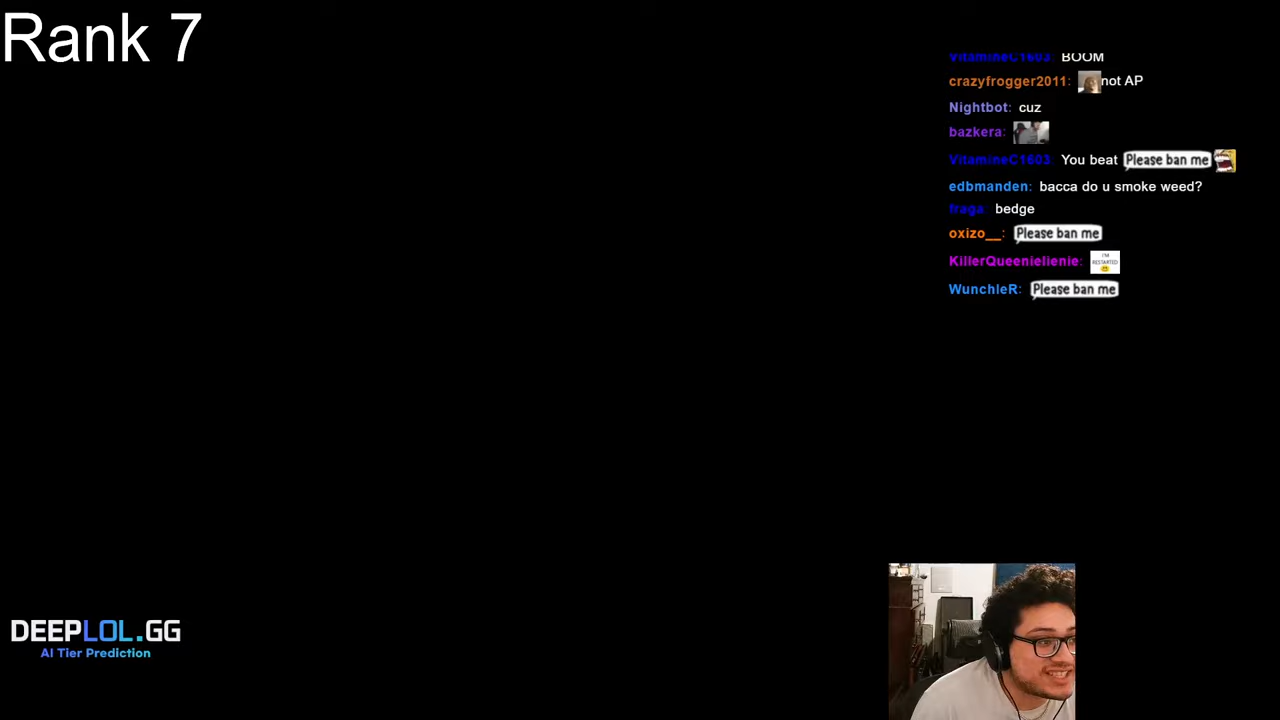 Rank 7
VitamineC1603: BOOM
crazyfrogger2011: not AP
Nightbot: cuz
bazkera:
VitamineC1603: You beat Please ban me
edbmanden: bacca do u smoke weed?
fraga: bedge
oxizo__: Please ban me
KillerQueenielienie: I'M RESTARTED
WunchleR: Please ban me
DEEPLOL.GG
AI Tier Prediction